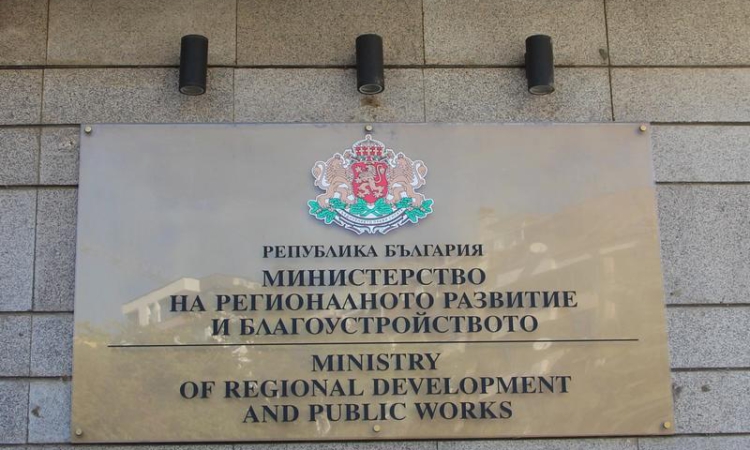 РЕПУБЛИКА БЪЛГАРИЯ
МИНИСТЕРСТВО
НА РЕГИОНАЛНОТО РАЗВИТИЕ
И БЛАГОУСТРОЙСТВОТО
MINISTRY
OF REGIONAL DEVELOPMENT
AND PUBLIC WORKS